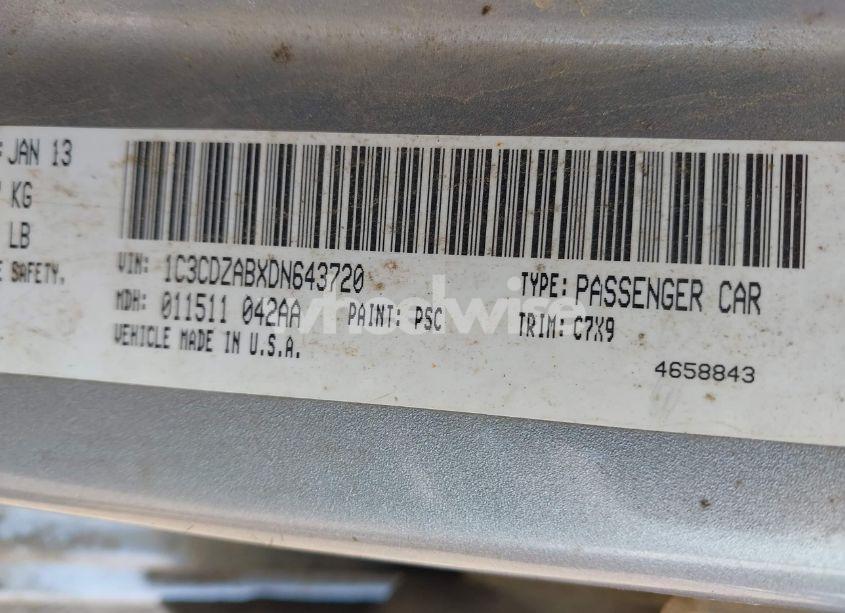 : JAN 13
KG
LB
E SAFETY.
VIN: 1C3CDZABXDN643720
TYPE: PASSENGER CAR
MDH: 011511 042AA
PAINT: PSC
TRIM: C7X9
VEHICLE MADE IN U.S.A.
4658843
wheelwise